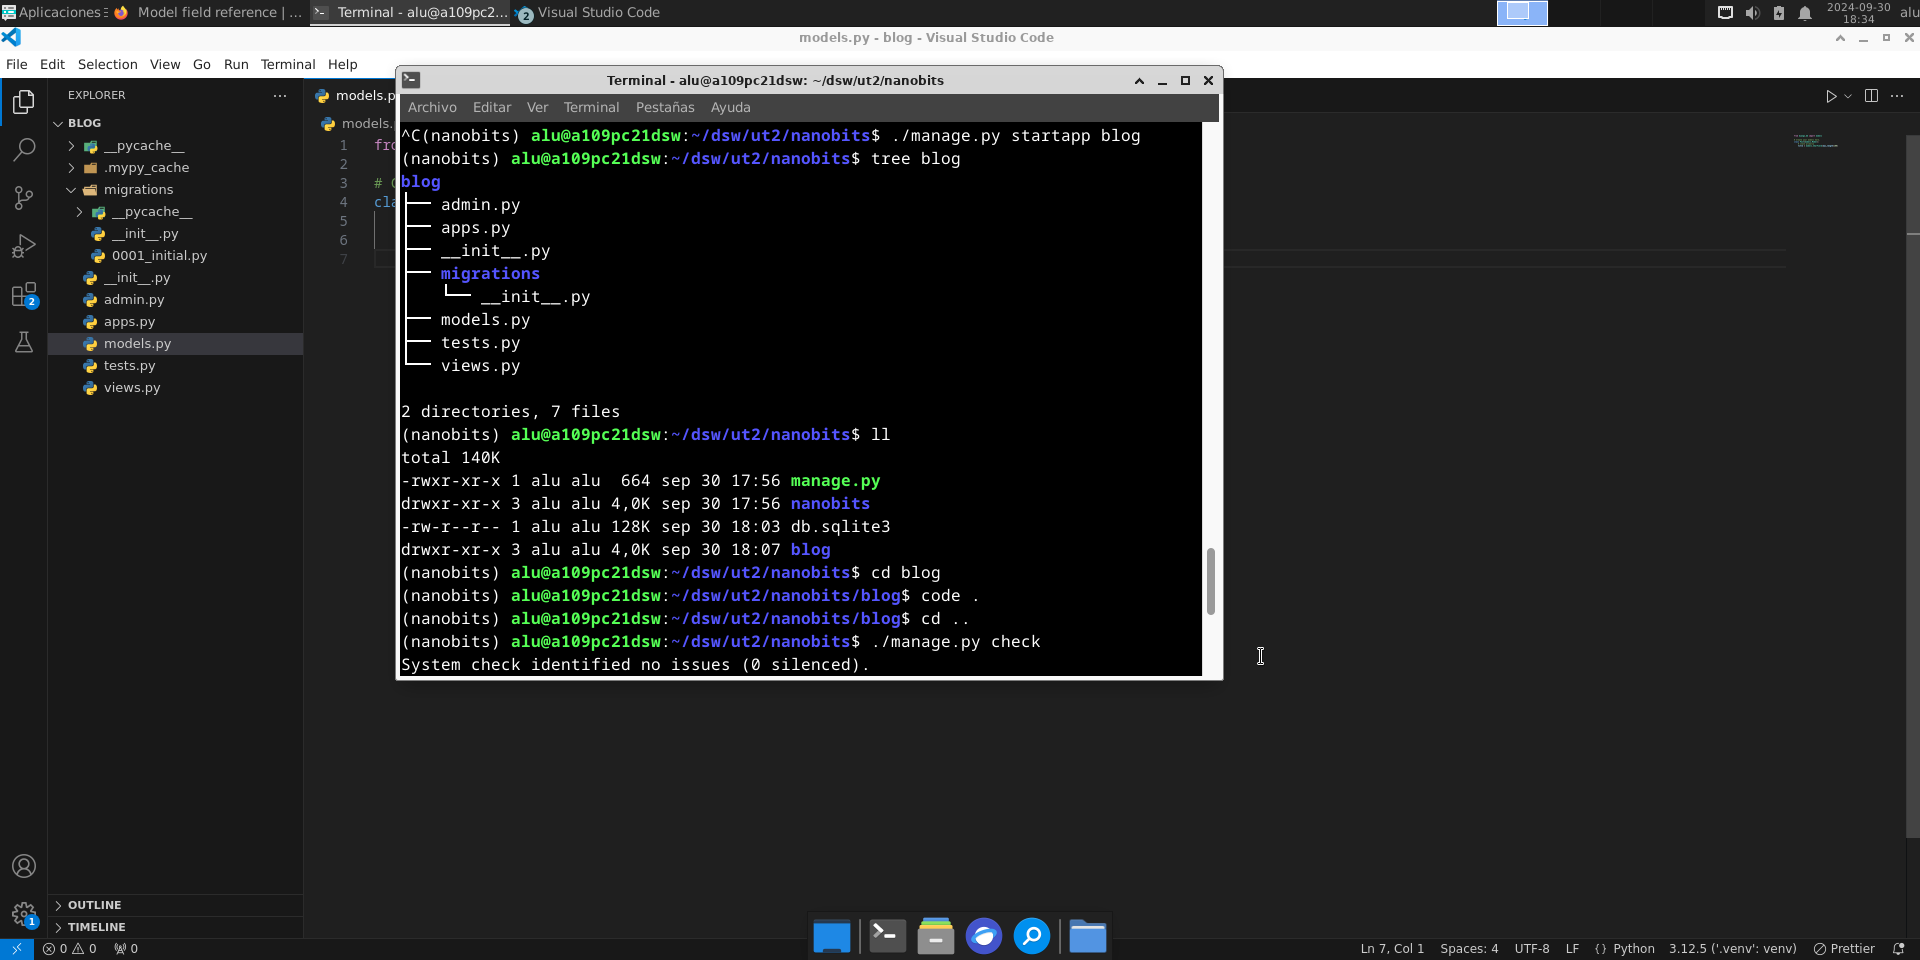 Aplicaciones
Model field reference | ...
Terminal - alu@a109pc2...
2
Visual Studio Code
2024-09-30
18:34
alu
models.py - blog - Visual Studio Code
File Edit Selection View Go Run Terminal Help
EXPLORER
BLOG
__pycache__
.mypy_cache
migrations
__pycache__
__init__.py
0001_initial.py
__init__.py
admin.py
apps.py
models.py
tests.py
views.py
OUTLINE
TIMELINE
2
1
models.p
models.
1 fro
2
3 #
4 cla
5
6
7
Terminal - alu@a109pc21dsw: ~/dsw/ut2/nanobits
Archivo Editar Ver Terminal Pestañas Ayuda
^C(nanobits) alu@a109pc21dsw:~/dsw/ut2/nanobits$ ./manage.py startapp blog
(nanobits) alu@a109pc21dsw:~/dsw/ut2/nanobits$ tree blog
blog
├── admin.py
├── apps.py
├── __init__.py
├── migrations
│   └── __init__.py
├── models.py
├── tests.py
└── views.py
2 directories, 7 files
(nanobits) alu@a109pc21dsw:~/dsw/ut2/nanobits$ ll
total 140K
-rwxr-xr-x 1 alu alu  664 sep 30 17:56 manage.py
drwxr-xr-x 3 alu alu 4,0K sep 30 17:56 nanobits
-rw-r--r-- 1 alu alu 128K sep 30 18:03 db.sqlite3
drwxr-xr-x 3 alu alu 4,0K sep 30 18:07 blog
(nanobits) alu@a109pc21dsw:~/dsw/ut2/nanobits$ cd blog
(nanobits) alu@a109pc21dsw:~/dsw/ut2/nanobits/blog$ code .
(nanobits) alu@a109pc21dsw:~/dsw/ut2/nanobits/blog$ cd ..
(nanobits) alu@a109pc21dsw:~/dsw/ut2/nanobits$ ./manage.py check
System check identified no issues (0 silenced).
0 0 0
Ln 7, Col 1 Spaces: 4 UTF-8 LF {} Python 3.12.5 ('.venv': venv) Prettier